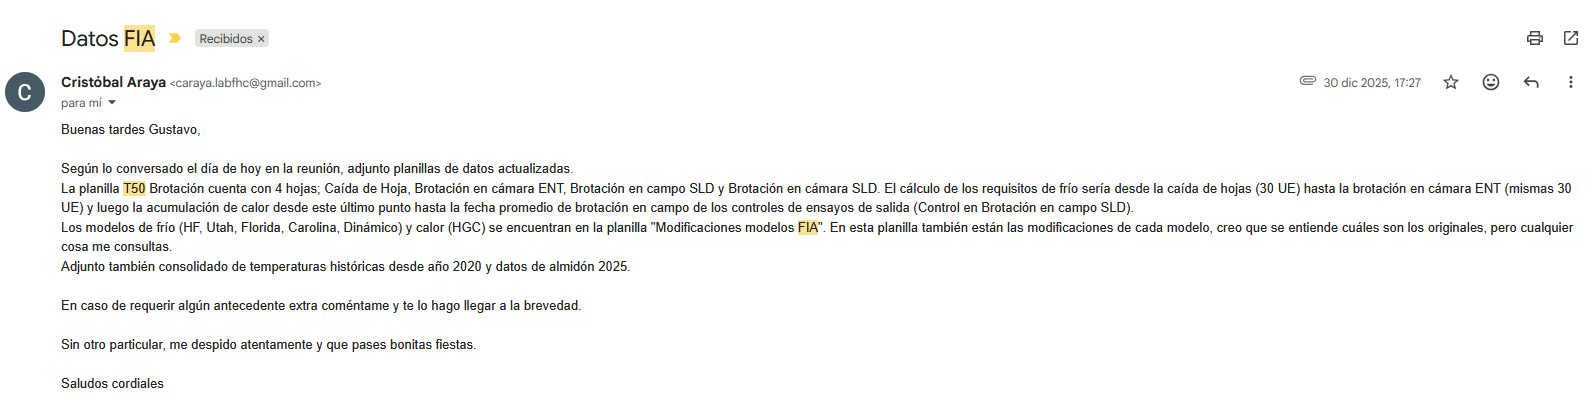 Datos FIA
Recibidos ×
Cristóbal Araya <caraya.labfhc@gmail.com>
30 dic 2025, 17:27
C
para mí
Buenas tardes Gustavo,
Según lo conversado el día de hoy en la reunión, adjunto planillas de datos actualizadas.
La planilla T50 Brotación cuenta con 4 hojas; Caída de Hoja, Brotación en cámara ENT, Brotación en campo SLD y Brotación en cámara SLD. El cálculo de los requisitos de frío sería desde la caída de hojas (30 UE) hasta la brotación en cámara ENT (mismas 30
UE) y luego la acumulación de calor desde este último punto hasta la fecha promedio de brotación en campo de los controles de ensayos de salida (Control en Brotación en campo SLD).
Los modelos de frío (HF, Utah, Florida, Carolina, Dinámico) y calor (HGC) se encuentran en la planilla "Modificaciones modelos FIA". En esta planilla también están las modificaciones de cada modelo, creo que se entiende cuáles son los originales, pero cualquier
cosa me consultas.
Adjunto también consolidado de temperaturas históricas desde año 2020 y datos de almidón 2025.
En caso de requerir algún antecedente extra coméntame y te lo hago llegar a la brevedad.
Sin otro particular, me despido atentamente y que pases bonitas fiestas.
Saludos cordiales